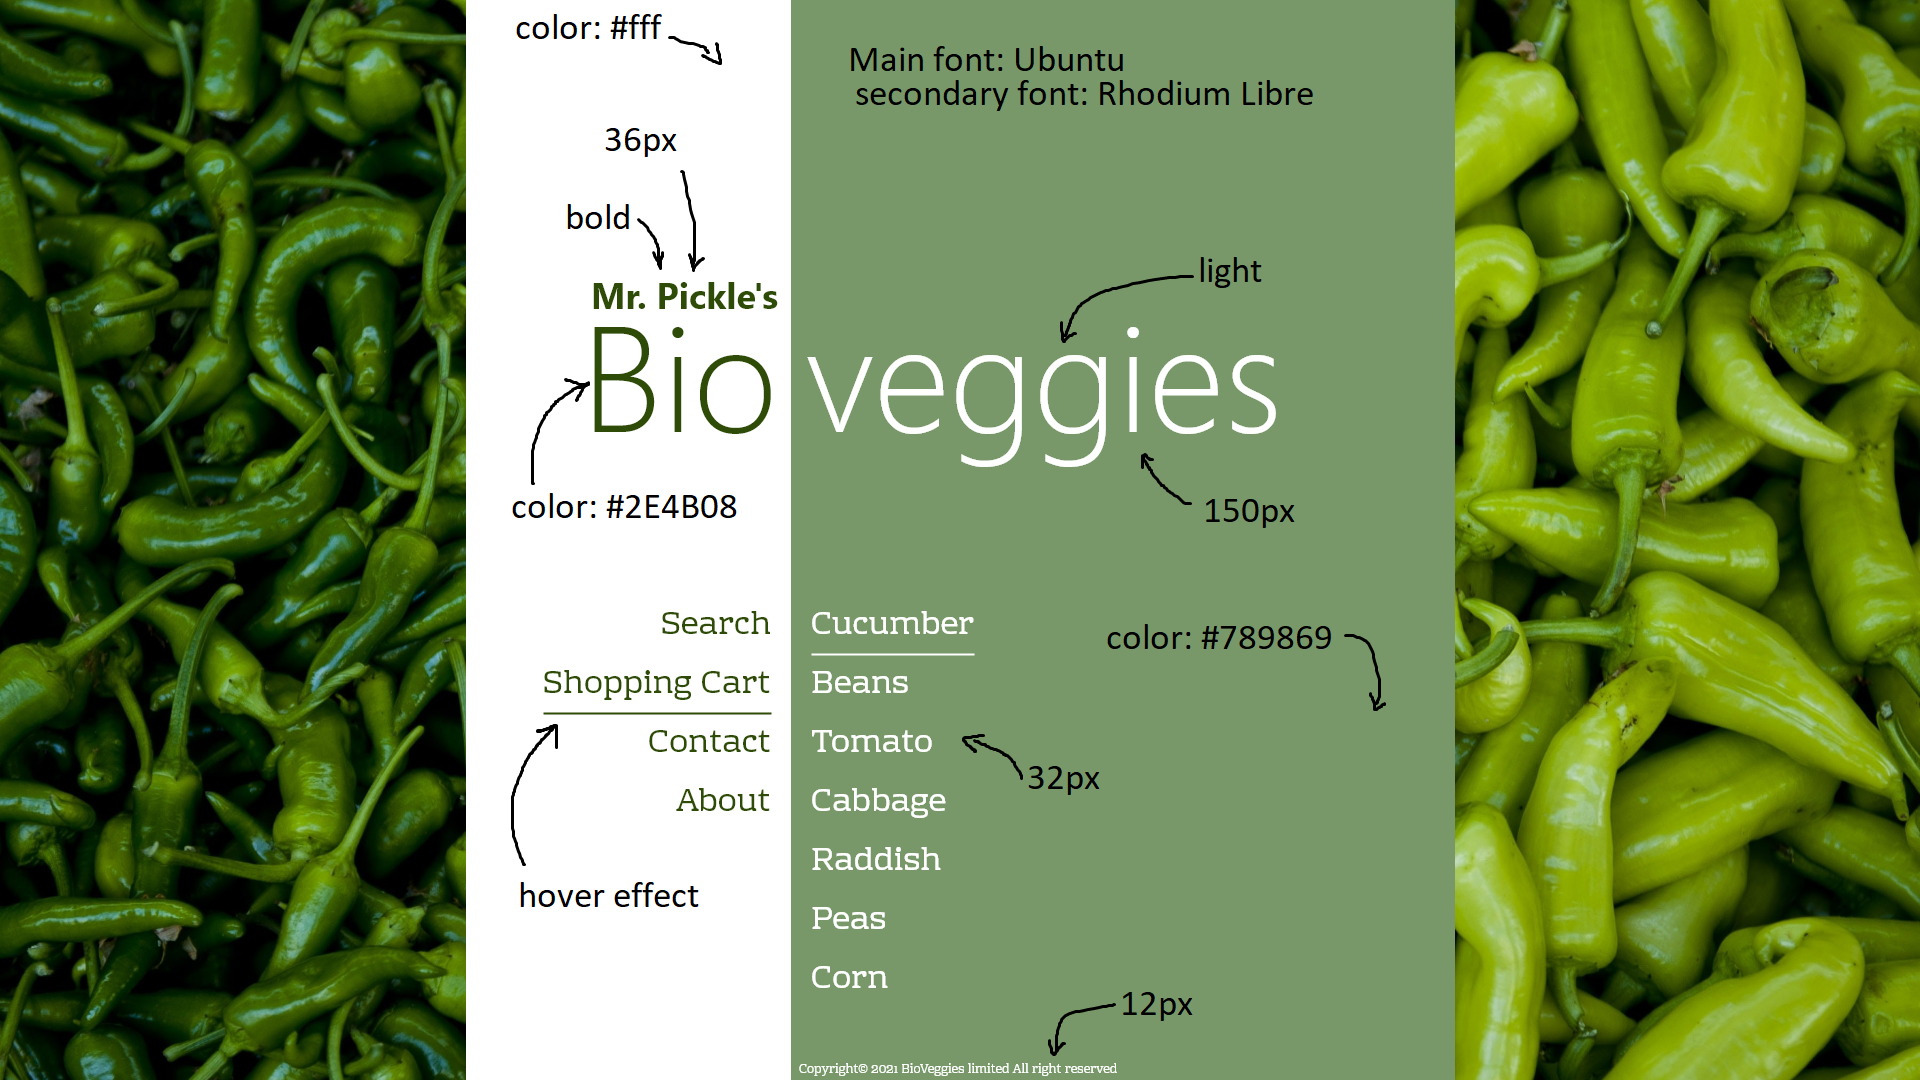 color: #fff
Main font: Ubuntu
secondary font: Rhodium Libre
36px
bold
light
Mr. Pickle's
Bio veggies
color: #2E4B08
150px
Search
Shopping Cart
Contact
About
hover effect
Cucumber
Beans
Tomato
Cabbage
Raddish
Peas
Corn
color: #789869
32px
12px
Copyright© 2021 BioVeggies limited All right reserved